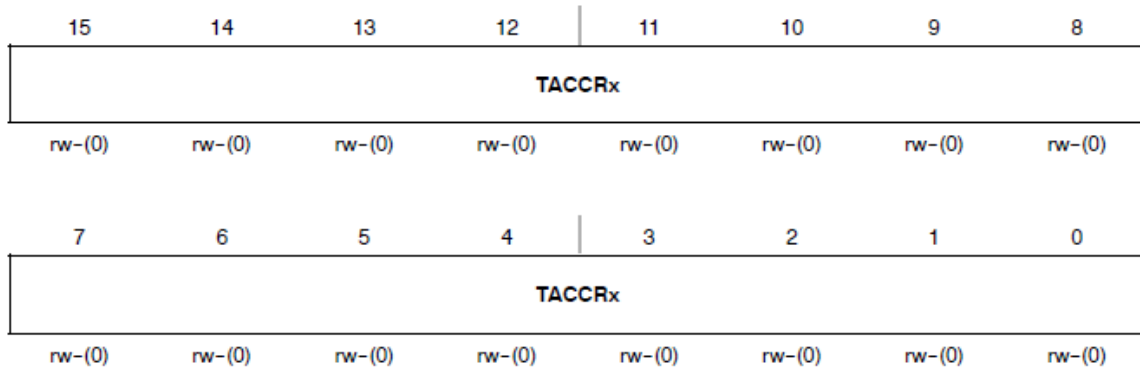 15 14 13 12 11 10 9 8
TACCRx
rw-(0) rw-(0) rw-(0) rw-(0) rw-(0) rw-(0) rw-(0) rw-(0)
7 6 5 4 3 2 1 0
TACCRx
rw-(0) rw-(0) rw-(0) rw-(0) rw-(0) rw-(0) rw-(0) rw-(0)